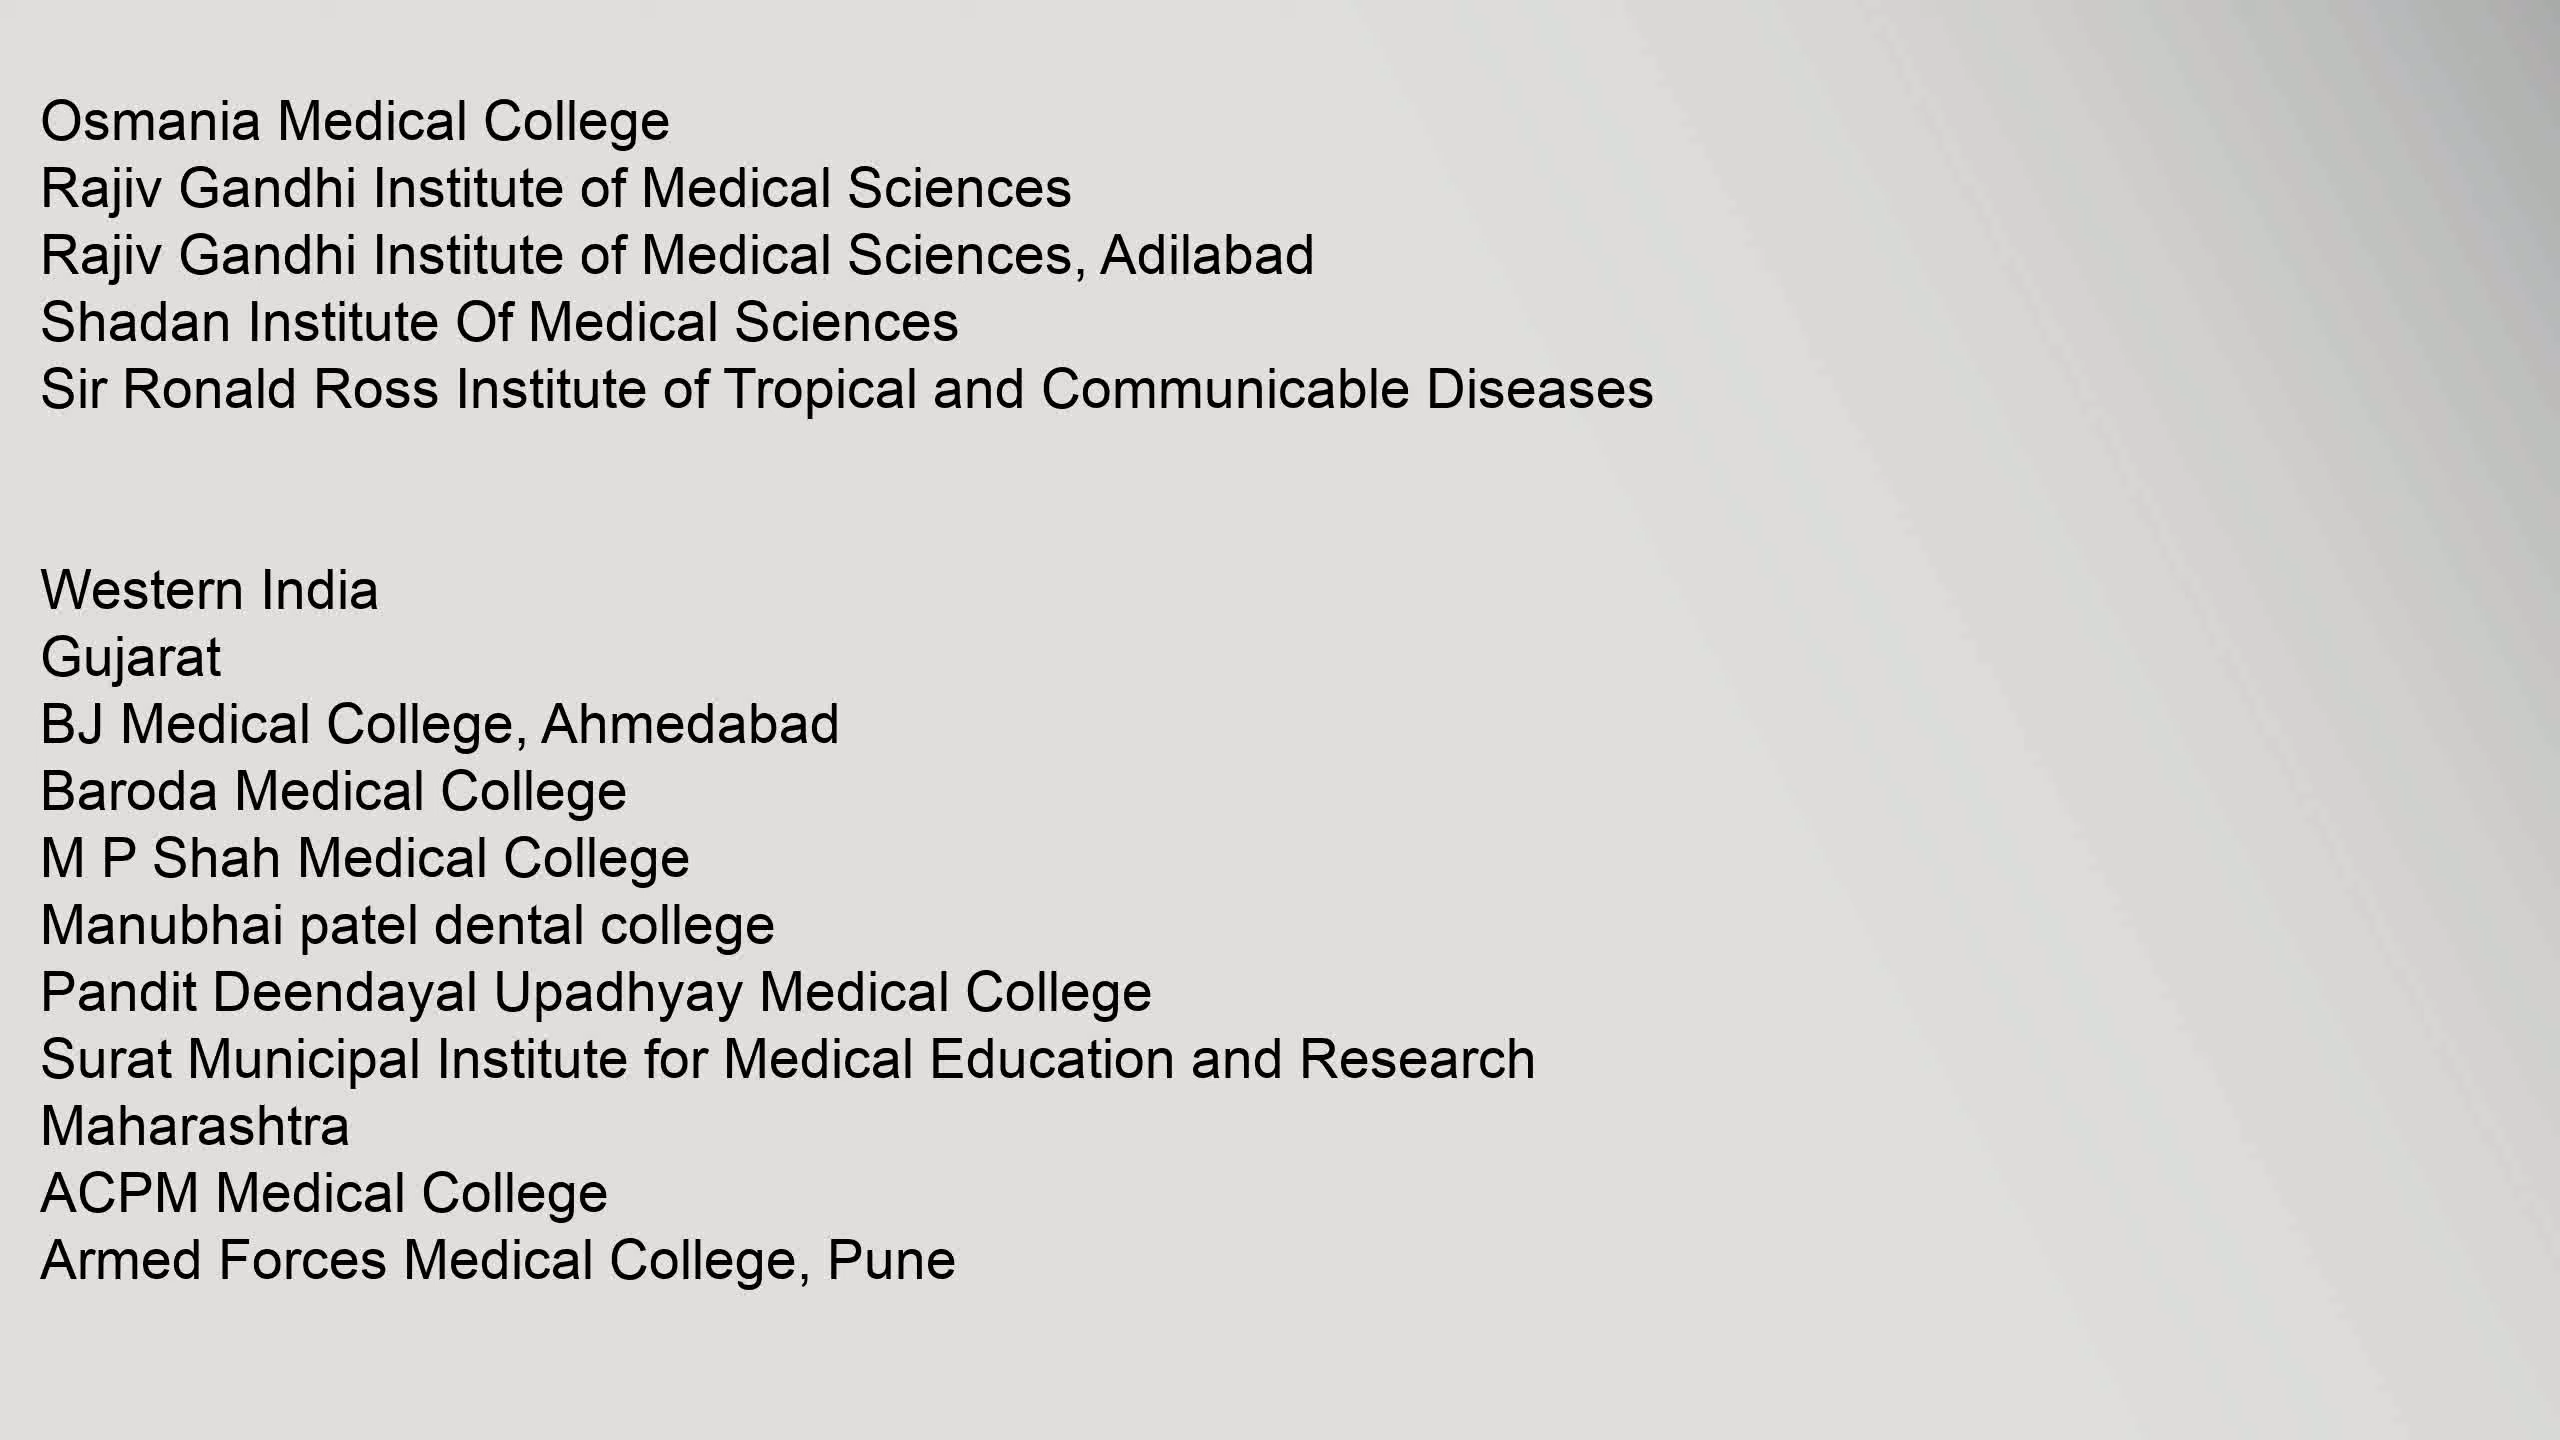 Osmania Medical College
Rajiv Gandhi Institute of Medical Sciences
Rajiv Gandhi Institute of Medical Sciences, Adilabad
Shadan Institute Of Medical Sciences
Sir Ronald Ross Institute of Tropical and Communicable Diseases
Western India
Gujarat
BJ Medical College, Ahmedabad
Baroda Medical College
M P Shah Medical College
Manubhai patel dental college
Pandit Deendayal Upadhyay Medical College
Surat Municipal Institute for Medical Education and Research
Maharashtra
ACPM Medical College
Armed Forces Medical College, Pune